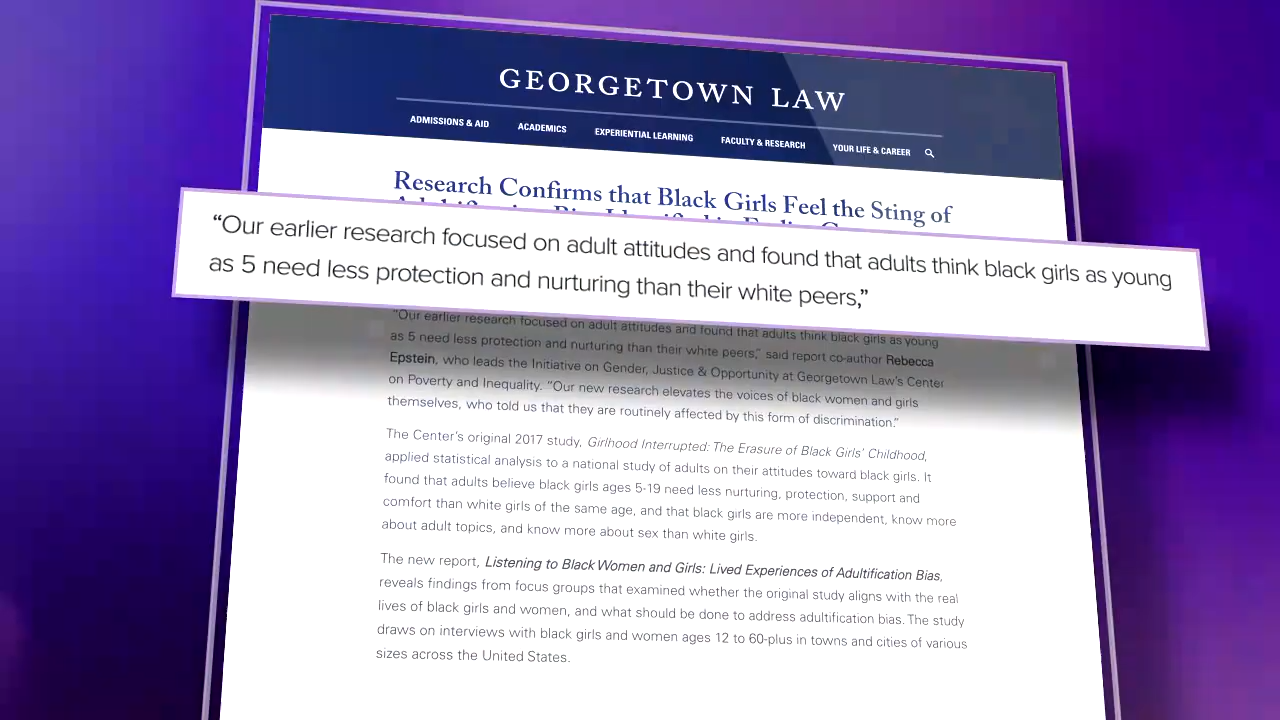 GEORGETOWN LAW
ADMISSIONS & AID ACADEMICS EXPERIENTIAL LEARNING FACULTY & RESEARCH YOUR LIFE & CAREER
Research Confirms that Black Girls Feel the Sting of
“Our earlier research focused on adult attitudes and found that adults think black girls as young
as 5 need less protection and nurturing than their white peers,”
“Our earlier research focused on adult attitudes and found that adults think black girls as young
as 5 need less protection and nurturing than their white peers,” said report co-author Rebecca
Epstein, who leads the Initiative on Gender, Justice & Opportunity at Georgetown Law's Center
on Poverty and Inequality. “Our new research elevates the voices of black women and girls
themselves, who told us that they are routinely affected by this form of discrimination.”
The Center's original 2017 study, Girlhood Interrupted: The Erasure of Black Girls' Childhood,
applied statistical analysis to a national study of adults on their attitudes toward black girls. It
found that adults believe black girls ages 5-19 need less nurturing, protection, support and
comfort than white girls of the same age, and that black girls are more independent, know more
about adult topics, and know more about sex than white girls.
The new report, Listening to Black Women and Girls: Lived Experiences of Adultification Bias,
reveals findings from focus groups that examined whether the original study aligns with the real
lives of black girls and women, and what should be done to address adultification bias. The study
draws on interviews with black girls and women ages 12 to 60-plus in towns and cities of various
sizes across the United States.